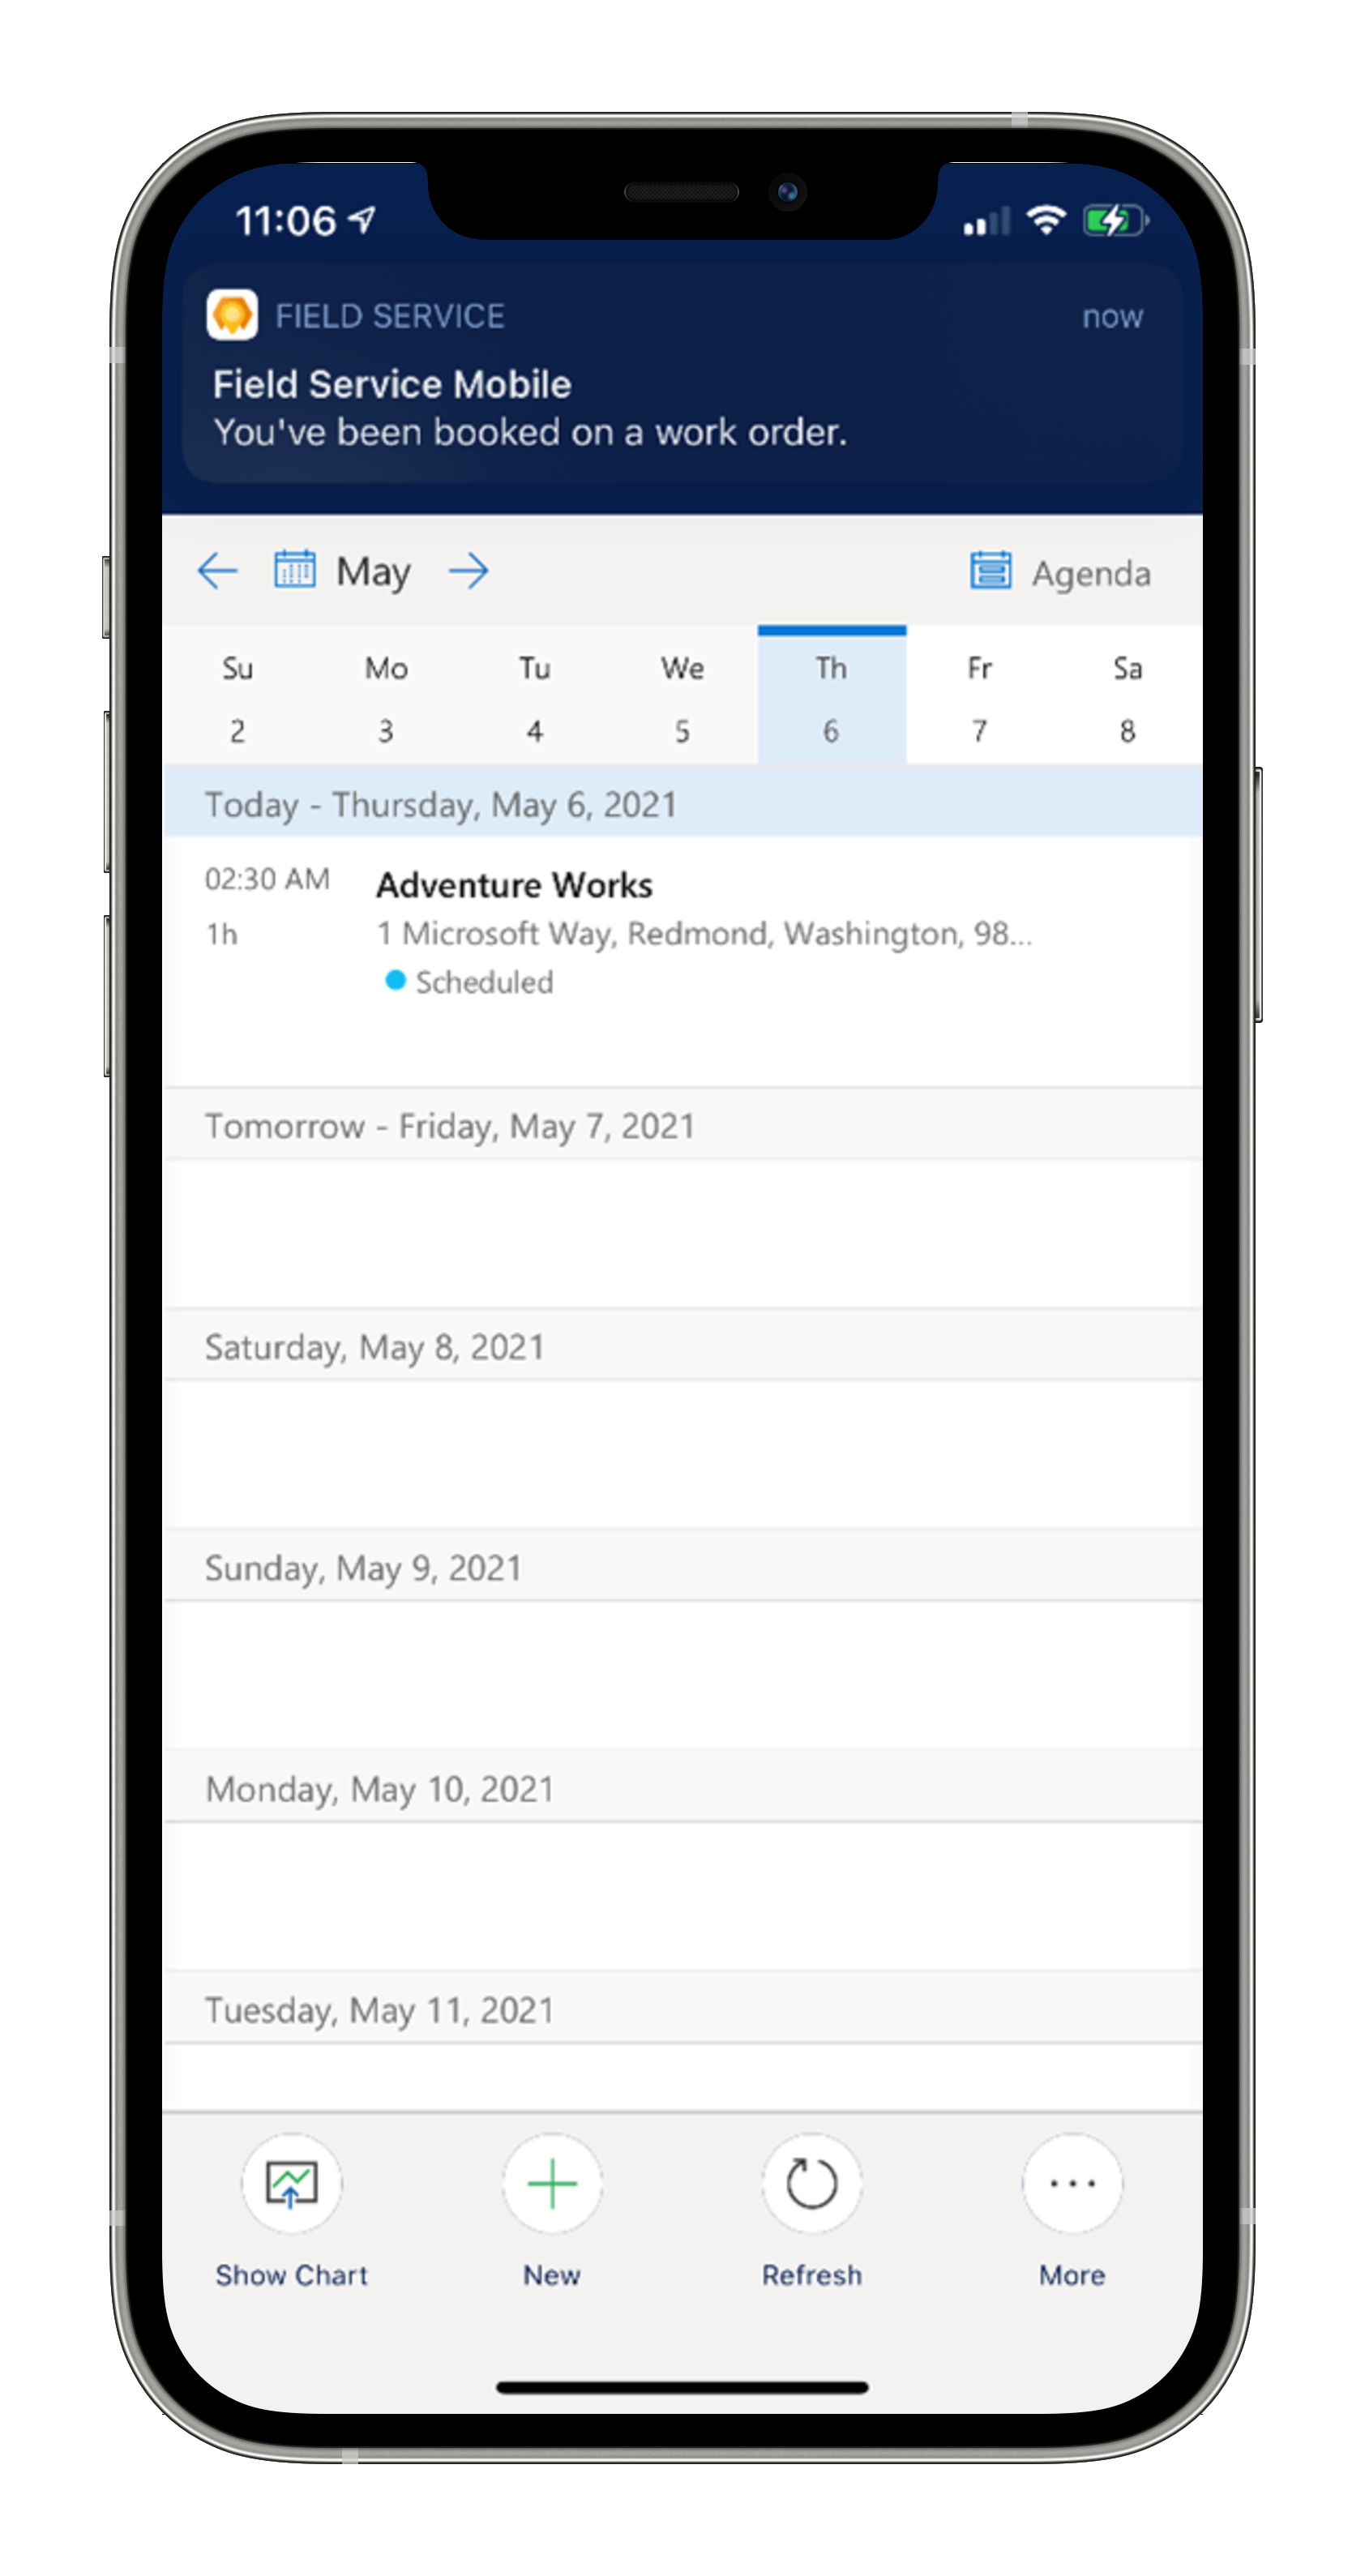 11:06
FIELD SERVICE now
Field Service Mobile
You've been booked on a work order.
May Agenda
Su Mo Tu We Th Fr Sa
2 3 4 5 6 7 8
Today - Thursday, May 6, 2021
02:30 AM Adventure Works
1h 1 Microsoft Way, Redmond, Washington, 98...
Scheduled
Tomorrow - Friday, May 7, 2021
Saturday, May 8, 2021
Sunday, May 9, 2021
Monday, May 10, 2021
Tuesday, May 11, 2021
Show Chart New Refresh More